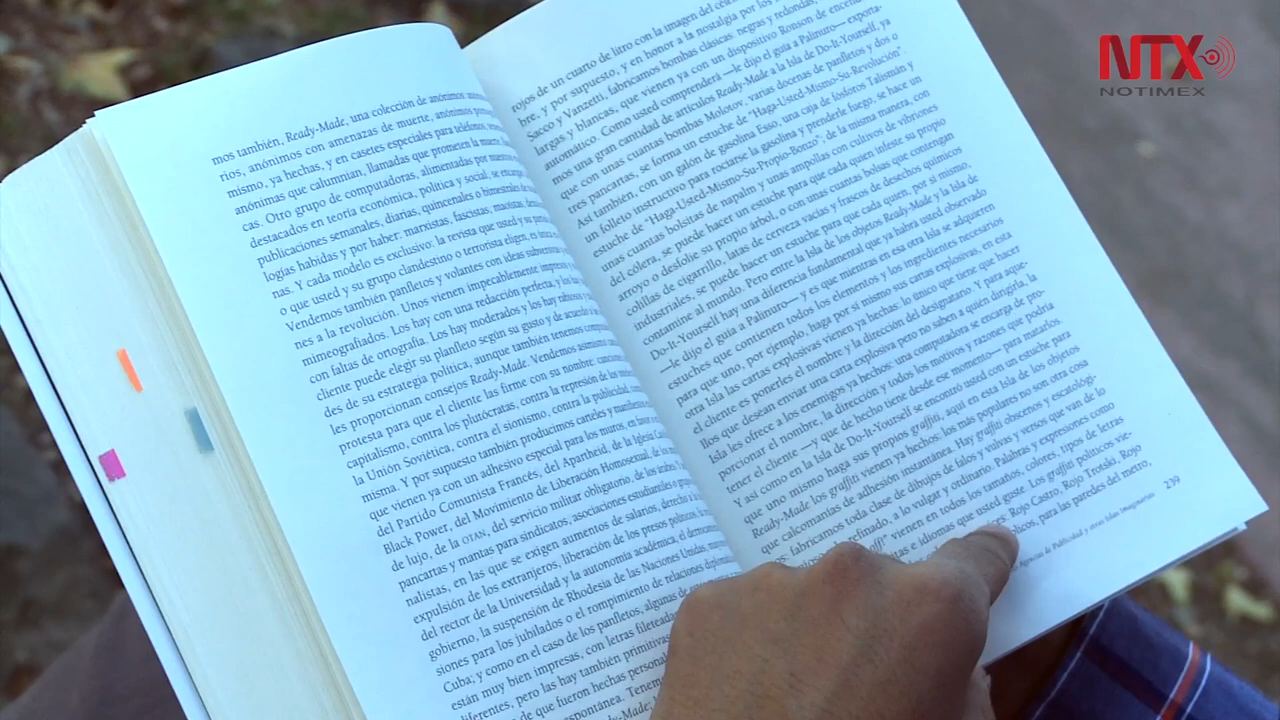 mos también, Ready-Made, una colección de anónimos
rios, anónimos con amenazas de muerte, anónimos
mismo, ya hechas, y en casetes especiales para teléfonos,
anónimas que calumnian, llamadas que prometen la
cas. Otro grupo de computadoras, alimentadas por
destacados en teoría económica, política y social, se
publicaciones semanales, diarias, quincenales o bimestrales de
logías habidas y por haber: marxistas, fascistas, maoístas,
nas. Y cada modelo es exclusivo: la revista que usted y su
o que usted y su grupo clandestino o terrorista eligen, es
Vendemos también panfletos y volantes con ideas
nes a la revolución. Unos vienen impecablemente impresos,
mimeografiados. Los hay con una redacción perfecta, y los hay
con faltas de ortografía. Los hay moderados y los hay rabiosos y
cliente puede elegir su planfleto según su gusto y de acuerdo a
des de su estrategia política, aunque también tenemos
les proporcionan consejos Ready-Made. Vendemos asimismo
protesta para que el cliente las firme con su nombre:
capitalismo, contra los plutócratas, contra la represión de los
la Unión Soviética, contra el sionismo, contra la publicidad,
misma. Y por supuesto también producimos carteles y
que vienen ya con un adhesivo especial para los muros, en favor
del Partido Comunista Francés, del Apartheid, de la Iglesia
Black Power, del Movimiento de Liberación Homosexual, de
de lujo, de la OTAN, del servicio militar obligatorio, de los árabes.
pancartas y mantas para sindicatos, asociaciones estudiantiles o
nalistas, en las que se exigen aumentos de salarios, derecho a
expulsión de los extranjeros, liberación de los presos políticos,
del rector de la Universidad y la autonomía académica, el
gobierno, la suspensión de Rhodesia de las Naciones Unidas,
siones para los jubilados o el rompimiento de relaciones
Cuba; y como en el caso de los panfletos, algunas de
están muy bien impresas, con letras fileteadas
diferentes, pero las hay también primitivas
de que fueron hechas
espontánea.
Ready-Made;
rojos de un cuarto de litro con la imagen del
bre, y por supuesto, y en honor a la nostalgia por los
Sacco y Vanzetti, fabricamos bombas clásicas: negras y redondas,
largas y blancas, que vienen ya con un dispositivo Ronson de
automático. Como usted comprenderá —le dijo el guía a Palinuro— exporta-
mos una gran cantidad de artículos Ready-Made a la Isla de Do-It-Yourself, ya
que con unas cuantas bombas Molotov, varias docenas de panfletos y dos o
tres pancartas, se forma un estuche de "Haga-Usted-Mismo-Su-Revolución".
Así también, con un galón de gasolina Esso, una caja de fósforos Talismán y
un folleto instructivo para rociarse la gasolina y prenderle fuego, se hace un
estuche de "Haga-Usted-Mismo-Su-Propio-Bonzo"; de la misma manera, con
unas cuantas bolsitas de napalm y unas ampollas con cultivos de vibriones
del cólera, se puede hacer un estuche para que cada quien infeste su propio
arroyo o desfolie su propio árbol, o con unas cuantas bolsas que contengan
colillas de cigarrillo, latas de cerveza vacías y frascos de desechos químicos
industriales, se puede hacer un estuche para que cada quien, por sí mismo,
contamine al mundo. Pero entre la Isla de los objetos Ready-Made y la Isla de
Do-It-Yourself hay una diferencia fundamental que ya habrá usted observado
—le dijo el guía a Palinuro— y es que mientras en esa otra Isla se adquieren
estuches que contienen todos los elementos y los ingredientes necesarios
para que uno, por ejemplo, haga por sí mismo sus cartas explosivas, en esta
otra Isla las cartas explosivas vienen ya hechas: lo único que tiene que hacer
el cliente es ponerles el nombre y la dirección del designatario. Y para aque-
llos que desean enviar una carta explosiva pero no saben a quién dirigirla, la
Isla les ofrece a los enemigos ya hechos: una computadora se encarga de pro-
porcionar el nombre, la dirección y todos los motivos y razones que podría
tener el cliente —y que de hecho tiene desde ese momento— para matarlos.
Y así como en la Isla de Do-It-Yourself se encontró usted con un estuche para
que uno mismo haga sus propios graffiti, aquí en esta Isla de los objetos
Ready-Made los graffiti vienen ya hechos: los más populares no son otra cosa
que calcomanías de adhesión instantánea. Hay graffiti obscenos y escatológi-
cos: fabricamos toda clase de dibujos de falos y vulvas y versos que van de lo
refinado, a lo vulgar y ordinario. Palabras y expresiones como
vienen en todos los tamaños, colores, tipos de letras
e idiomas que usted guste. Los graffiti políticos vie-
Rojo Castro, Rojo Trotski, Rojo
para las paredes del metro,
Agencias de Publicidad y otras Islas Imaginarias
239
NTX
NOTIMEX